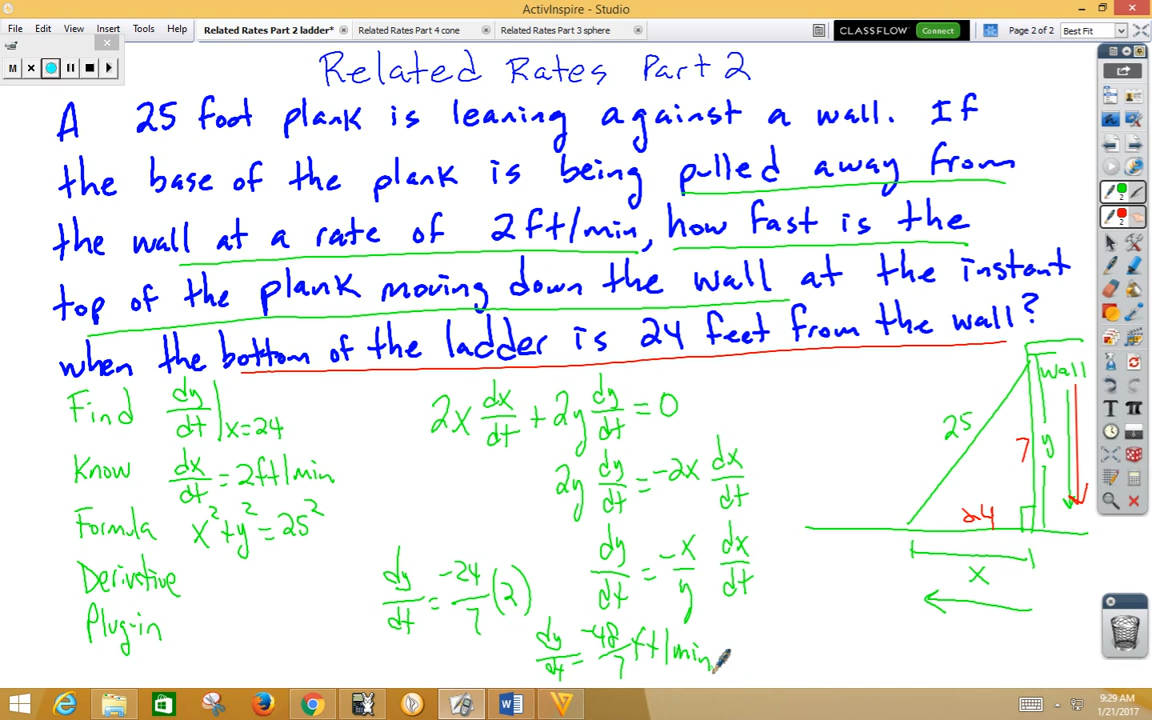 ActivInspire - Studio
File Edit View Insert Tools Help
Related Rates Part 2 ladder* Related Rates Part 4 cone Related Rates Part 3 sphere
CLASSFLOW Connect Page 2 of 2 Best Fit
M
Related Rates Part 2
A 25 foot plank is leaning against a wall. If
the base of the plank is being pulled away from
the wall at a rate of 2ft/min, how fast is the
top of the plank moving down the wall at the instant
when the bottom of the ladder is 24 feet from the wall?
Find dy/dt | x=24
Know dx/dt = 2ft/min
Formula x² + y² = 25²
Derivative
Plug-in
2x dx/dt + 2y dy/dt = 0
2y dy/dt = -2x dx/dt
dy/dt = -x/y dx/dt
dy/dt = -24/7 (2)
dy/dt = -48/7 ft/min
wall
25
7
y
24
x
2
2
9:29 AM
1/21/2017